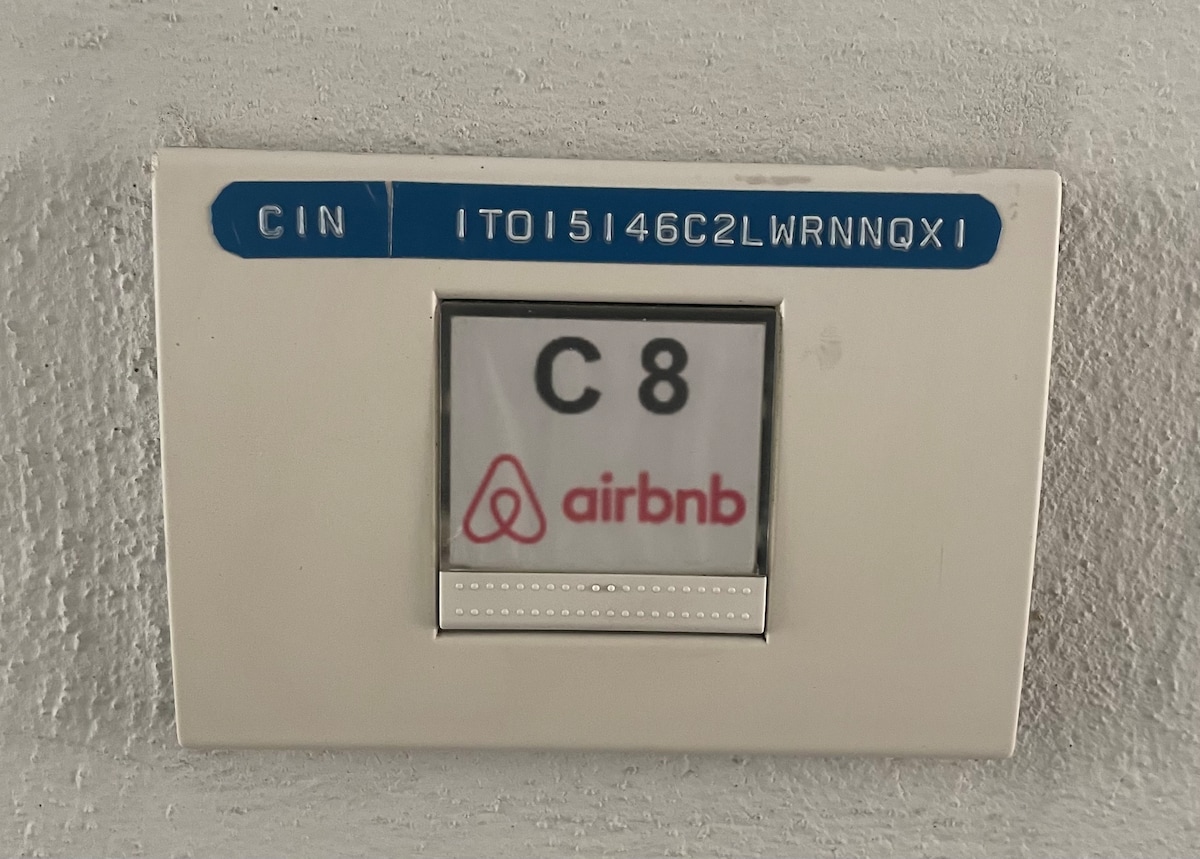 CIN IT015146C2LWRNNQXI
C 8
airbnb